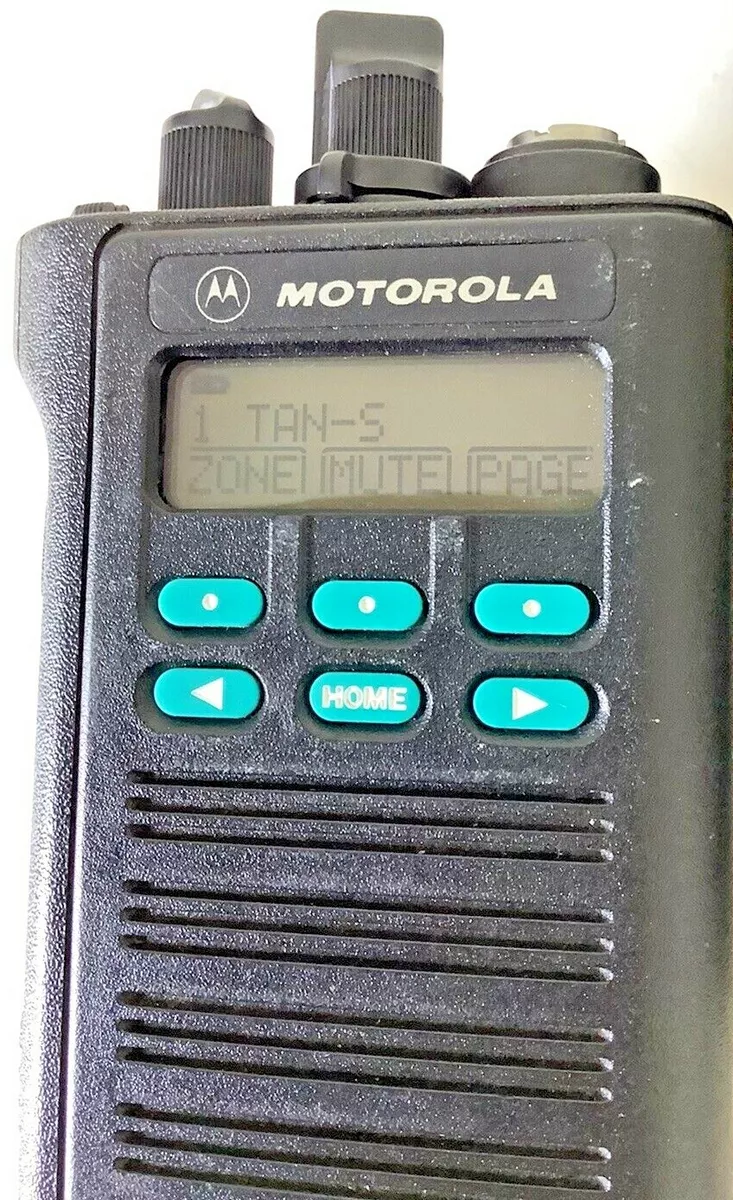 MOTOROLA
1 TAN-S
ZONE MUTE PAGE
HOME